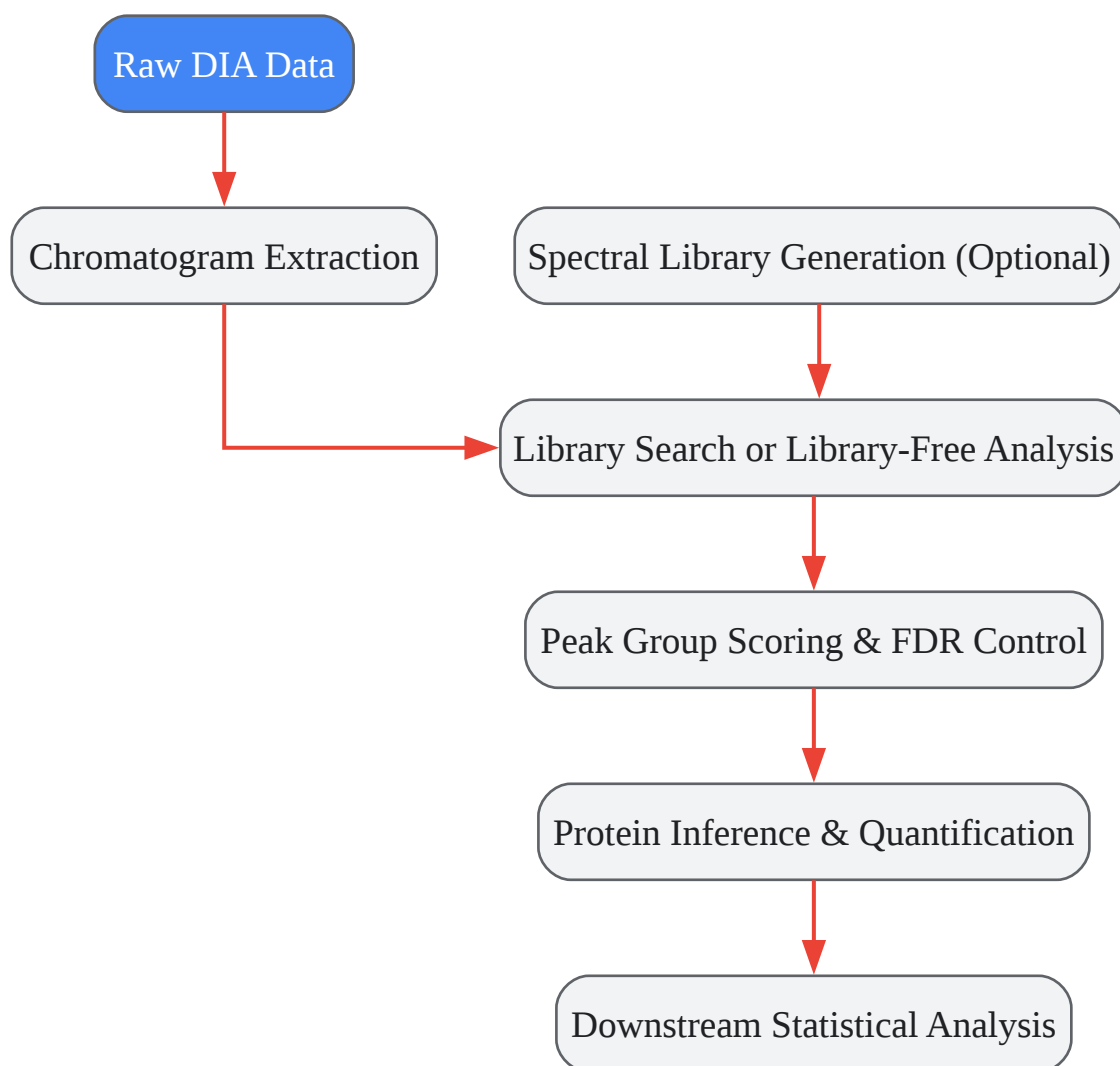 Raw DIA Data
Chromatogram Extraction
Spectral Library Generation (Optional)
Library Search or Library-Free Analysis
Peak Group Scoring & FDR Control
Protein Inference & Quantification
Downstream Statistical Analysis